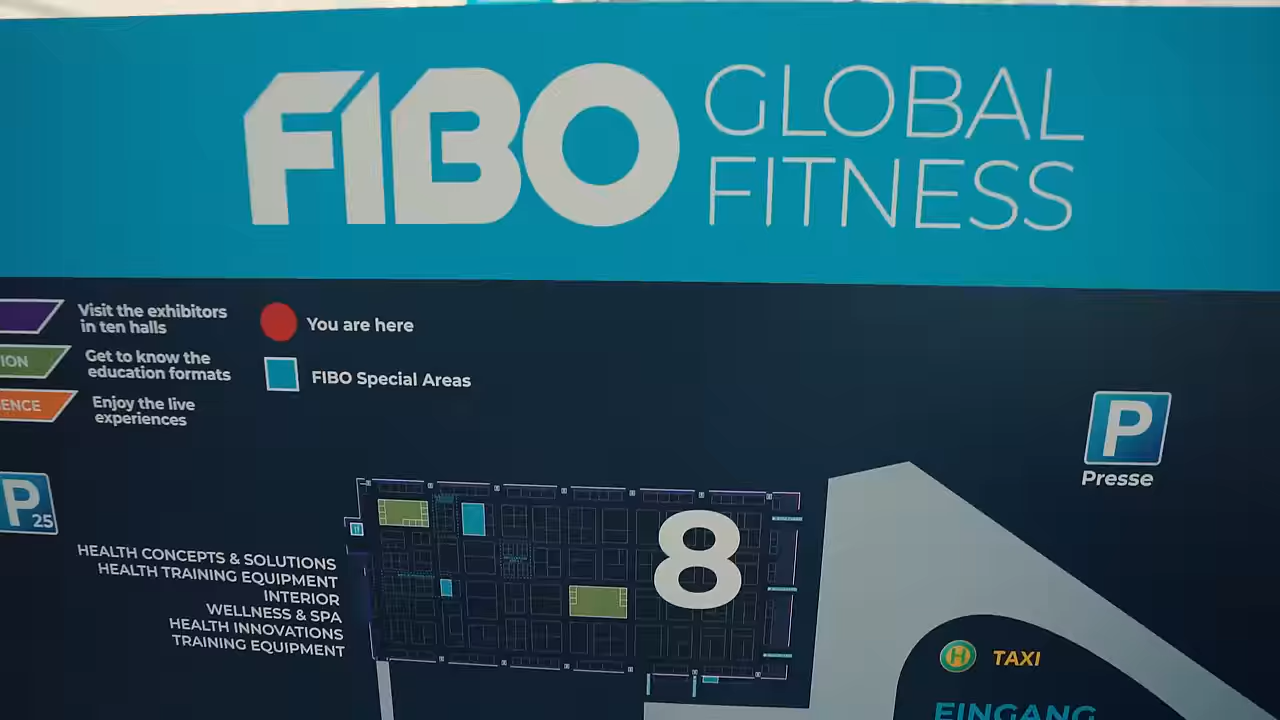 FIBO
GLOBAL
FITNESS
Visit the exhibitors
in ten halls
ION
Get to know the
education formats
ENCE
Enjoy the live
experiences
You are here
FIBO Special Areas
P
Presse
P
25
HEALTH CONCEPTS & SOLUTIONS
HEALTH TRAINING EQUIPMENT
INTERIOR
WELLNESS & SPA
HEALTH INNOVATIONS
TRAINING EQUIPMENT
8
H
TAXI
EINGANG